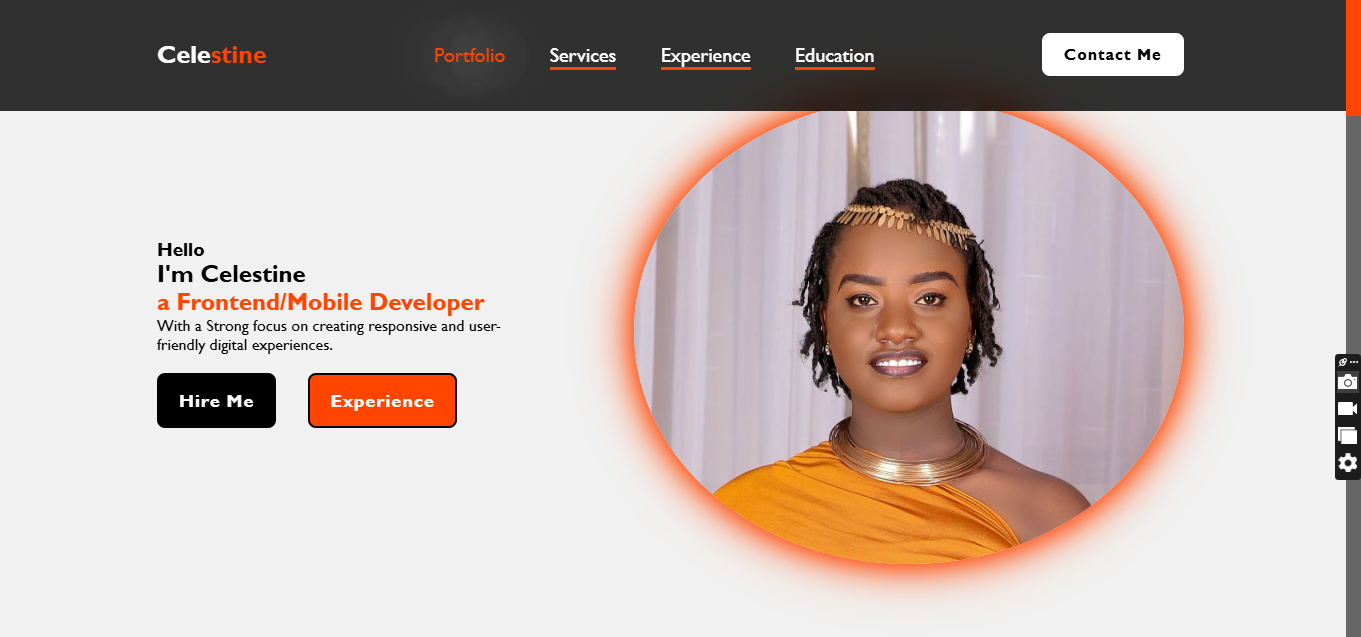 Celestine
Portfolio Services Experience Education
Contact Me
Hello
I'm Celestine
a Frontend/Mobile Developer
With a Strong focus on creating responsive and user-
friendly digital experiences.
Hire Me
Experience